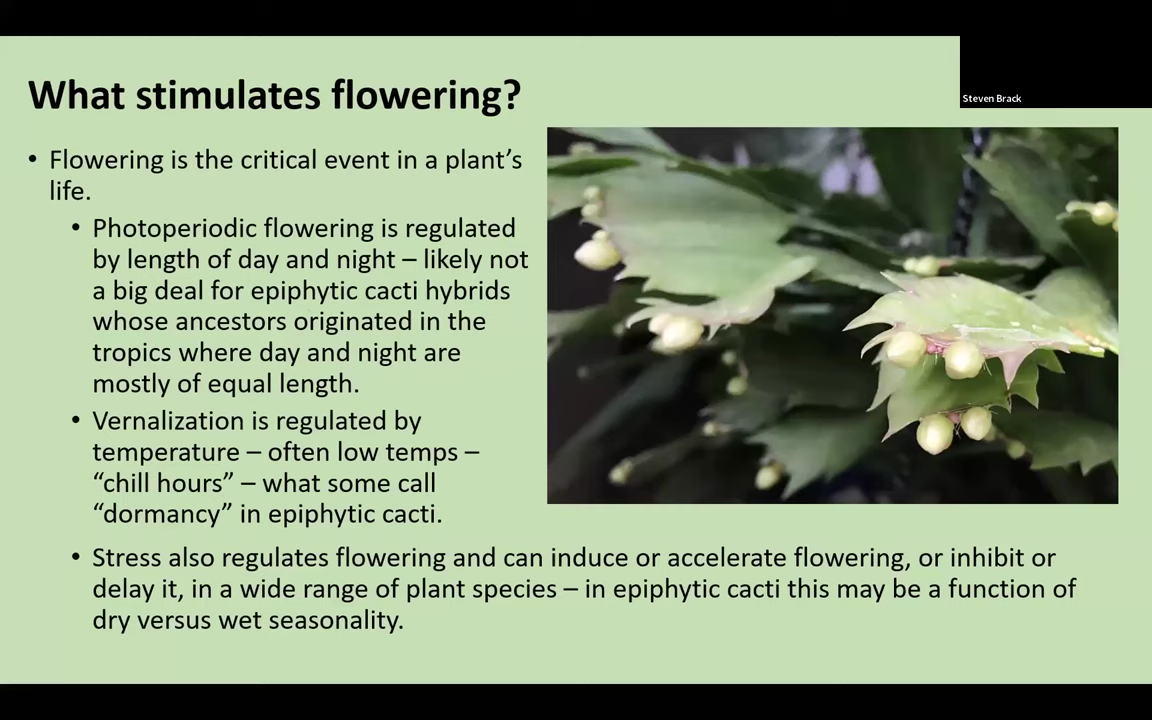 What stimulates flowering?
Steven Brack
• Flowering is the critical event in a plant’s
life.
• Photoperiodic flowering is regulated
by length of day and night – likely not
a big deal for epiphytic cacti hybrids
whose ancestors originated in the
tropics where day and night are
mostly of equal length.
• Vernalization is regulated by
temperature – often low temps –
“chill hours” – what some call
“dormancy” in epiphytic cacti.
• Stress also regulates flowering and can induce or accelerate flowering, or inhibit or
delay it, in a wide range of plant species – in epiphytic cacti this may be a function of
dry versus wet seasonality.